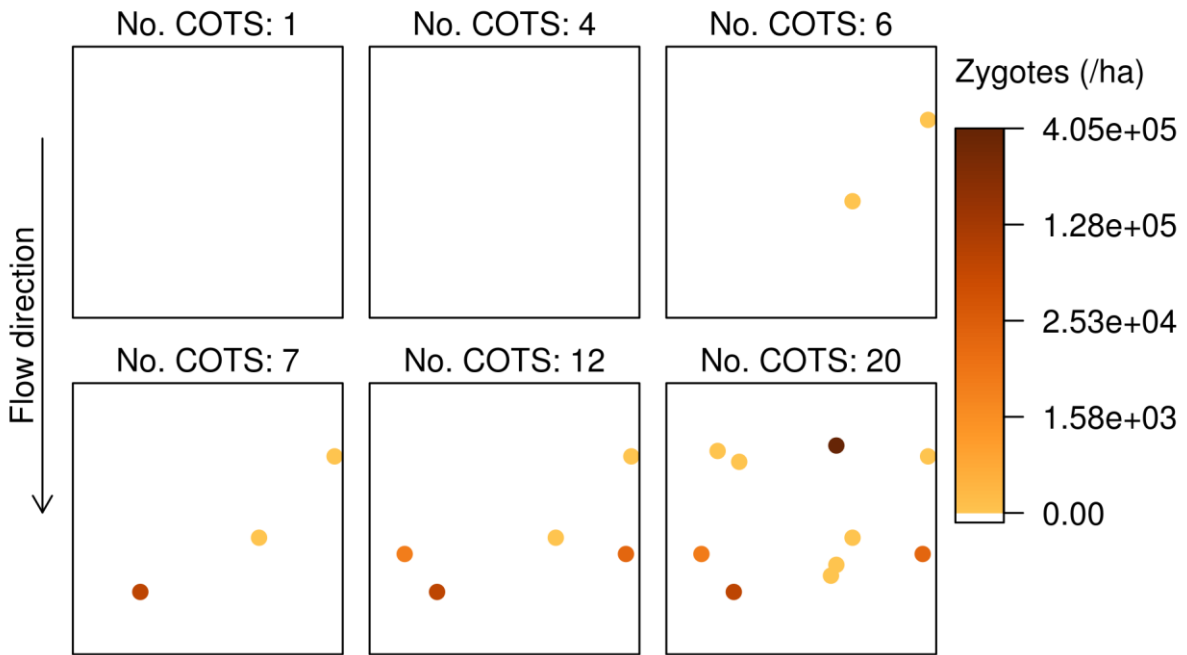 No. COTS: 1
No. COTS: 4
No. COTS: 6
Zygotes (/ha)
4.05e+05
1.28e+05
2.53e+04
1.58e+03
0.00
Flow direction
No. COTS: 7
No. COTS: 12
No. COTS: 20